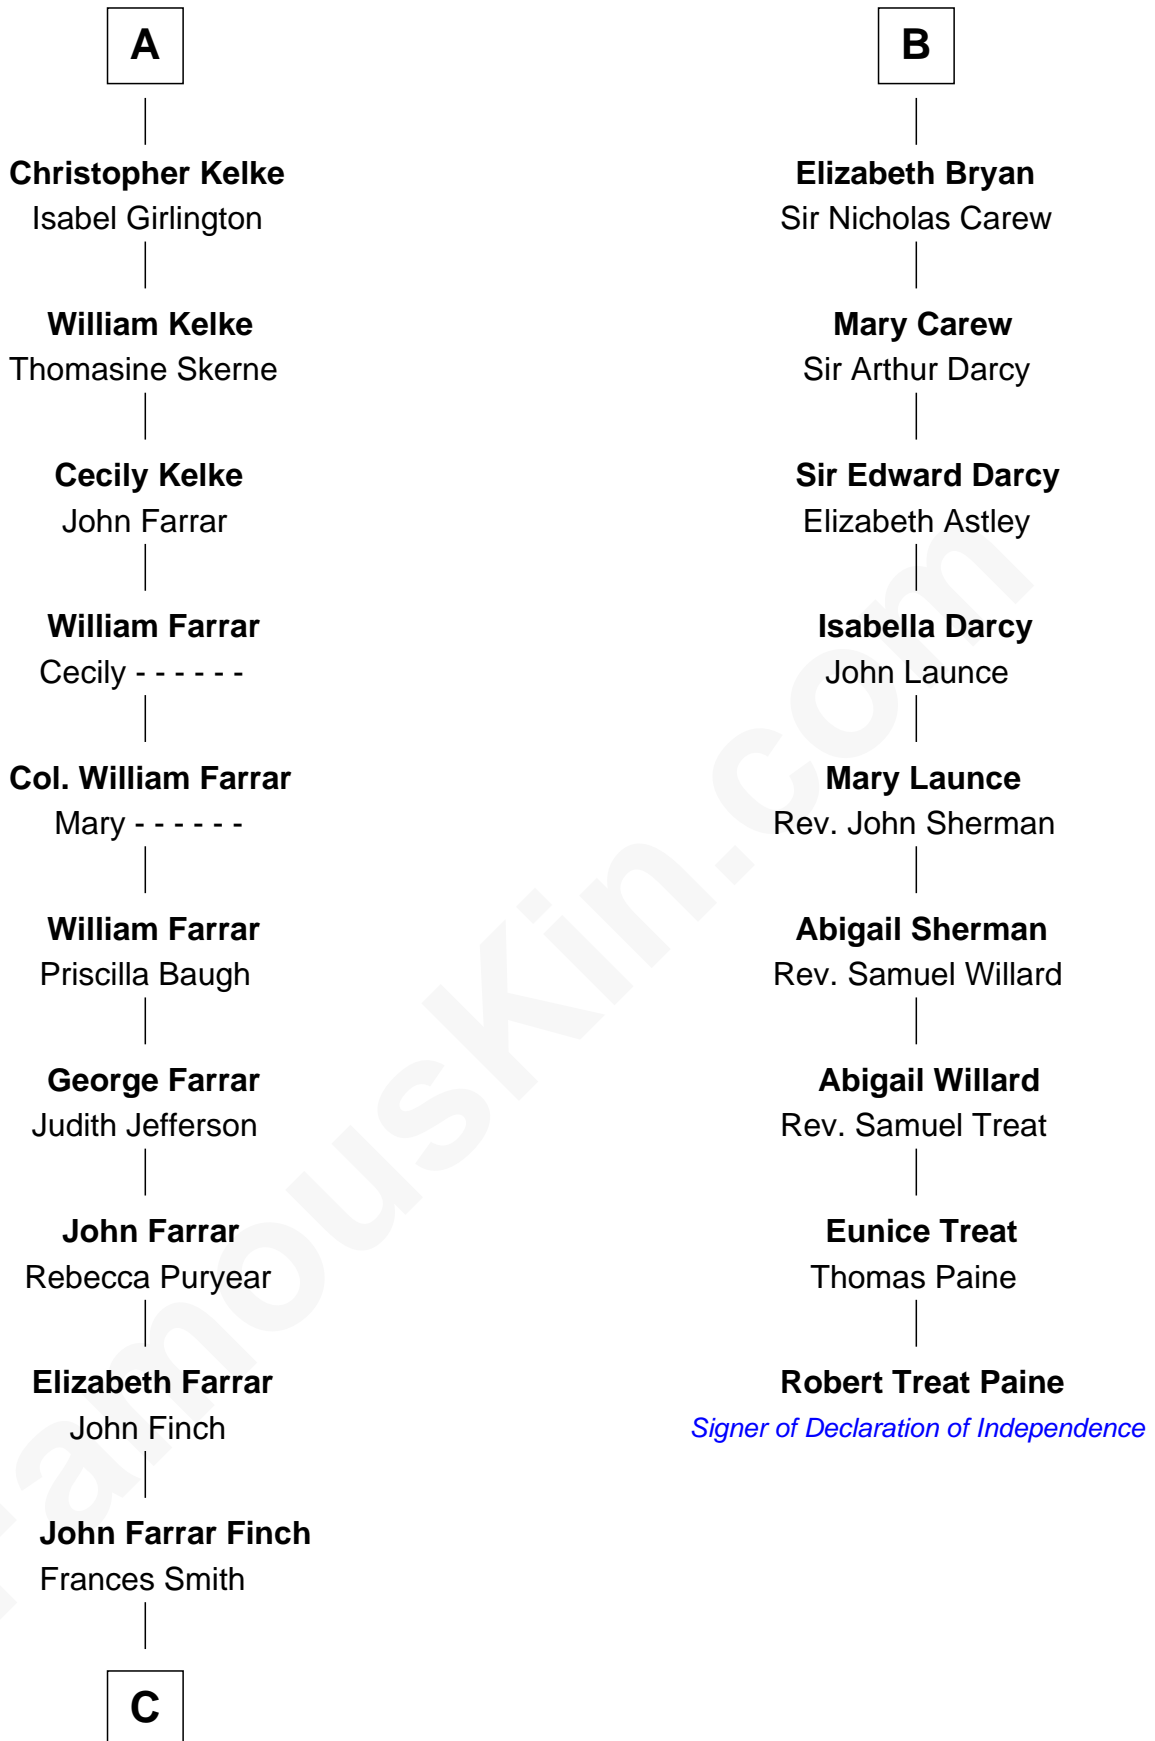 A
Christopher Kelke
Isabel Girlington
William Kelke
Thomasine Skerne
Cecily Kelke
John Farrar
William Farrar
Cecily - - - - - -
Col. William Farrar
Mary - - - - - -
William Farrar
Priscilla Baugh
George Farrar
Judith Jefferson
John Farrar
Rebecca Puryear
Elizabeth Farrar
John Finch
John Farrar Finch
Frances Smith
C
B
Elizabeth Bryan
Sir Nicholas Carew
Mary Carew
Sir Arthur Darcy
Sir Edward Darcy
Elizabeth Astley
Isabella Darcy
John Launce
Mary Launce
Rev. John Sherman
Abigail Sherman
Rev. Samuel Willard
Abigail Willard
Rev. Samuel Treat
Eunice Treat
Thomas Paine
Robert Treat Paine
Signer of Declaration of Independence
FamousKin.com